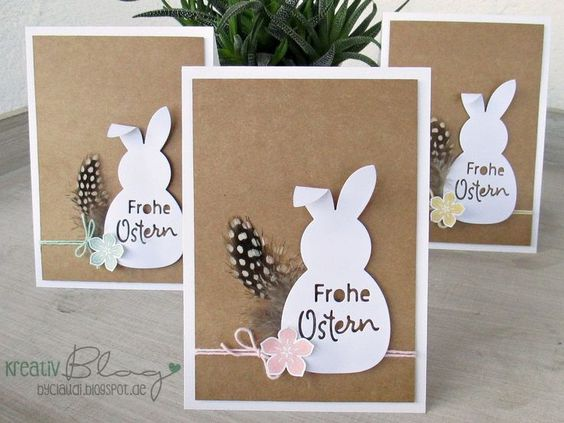 Frohe
Ostern
Frohe
Ostern
Frohe
Ostern
kreativ Blog
byclaudi.blogspot.de